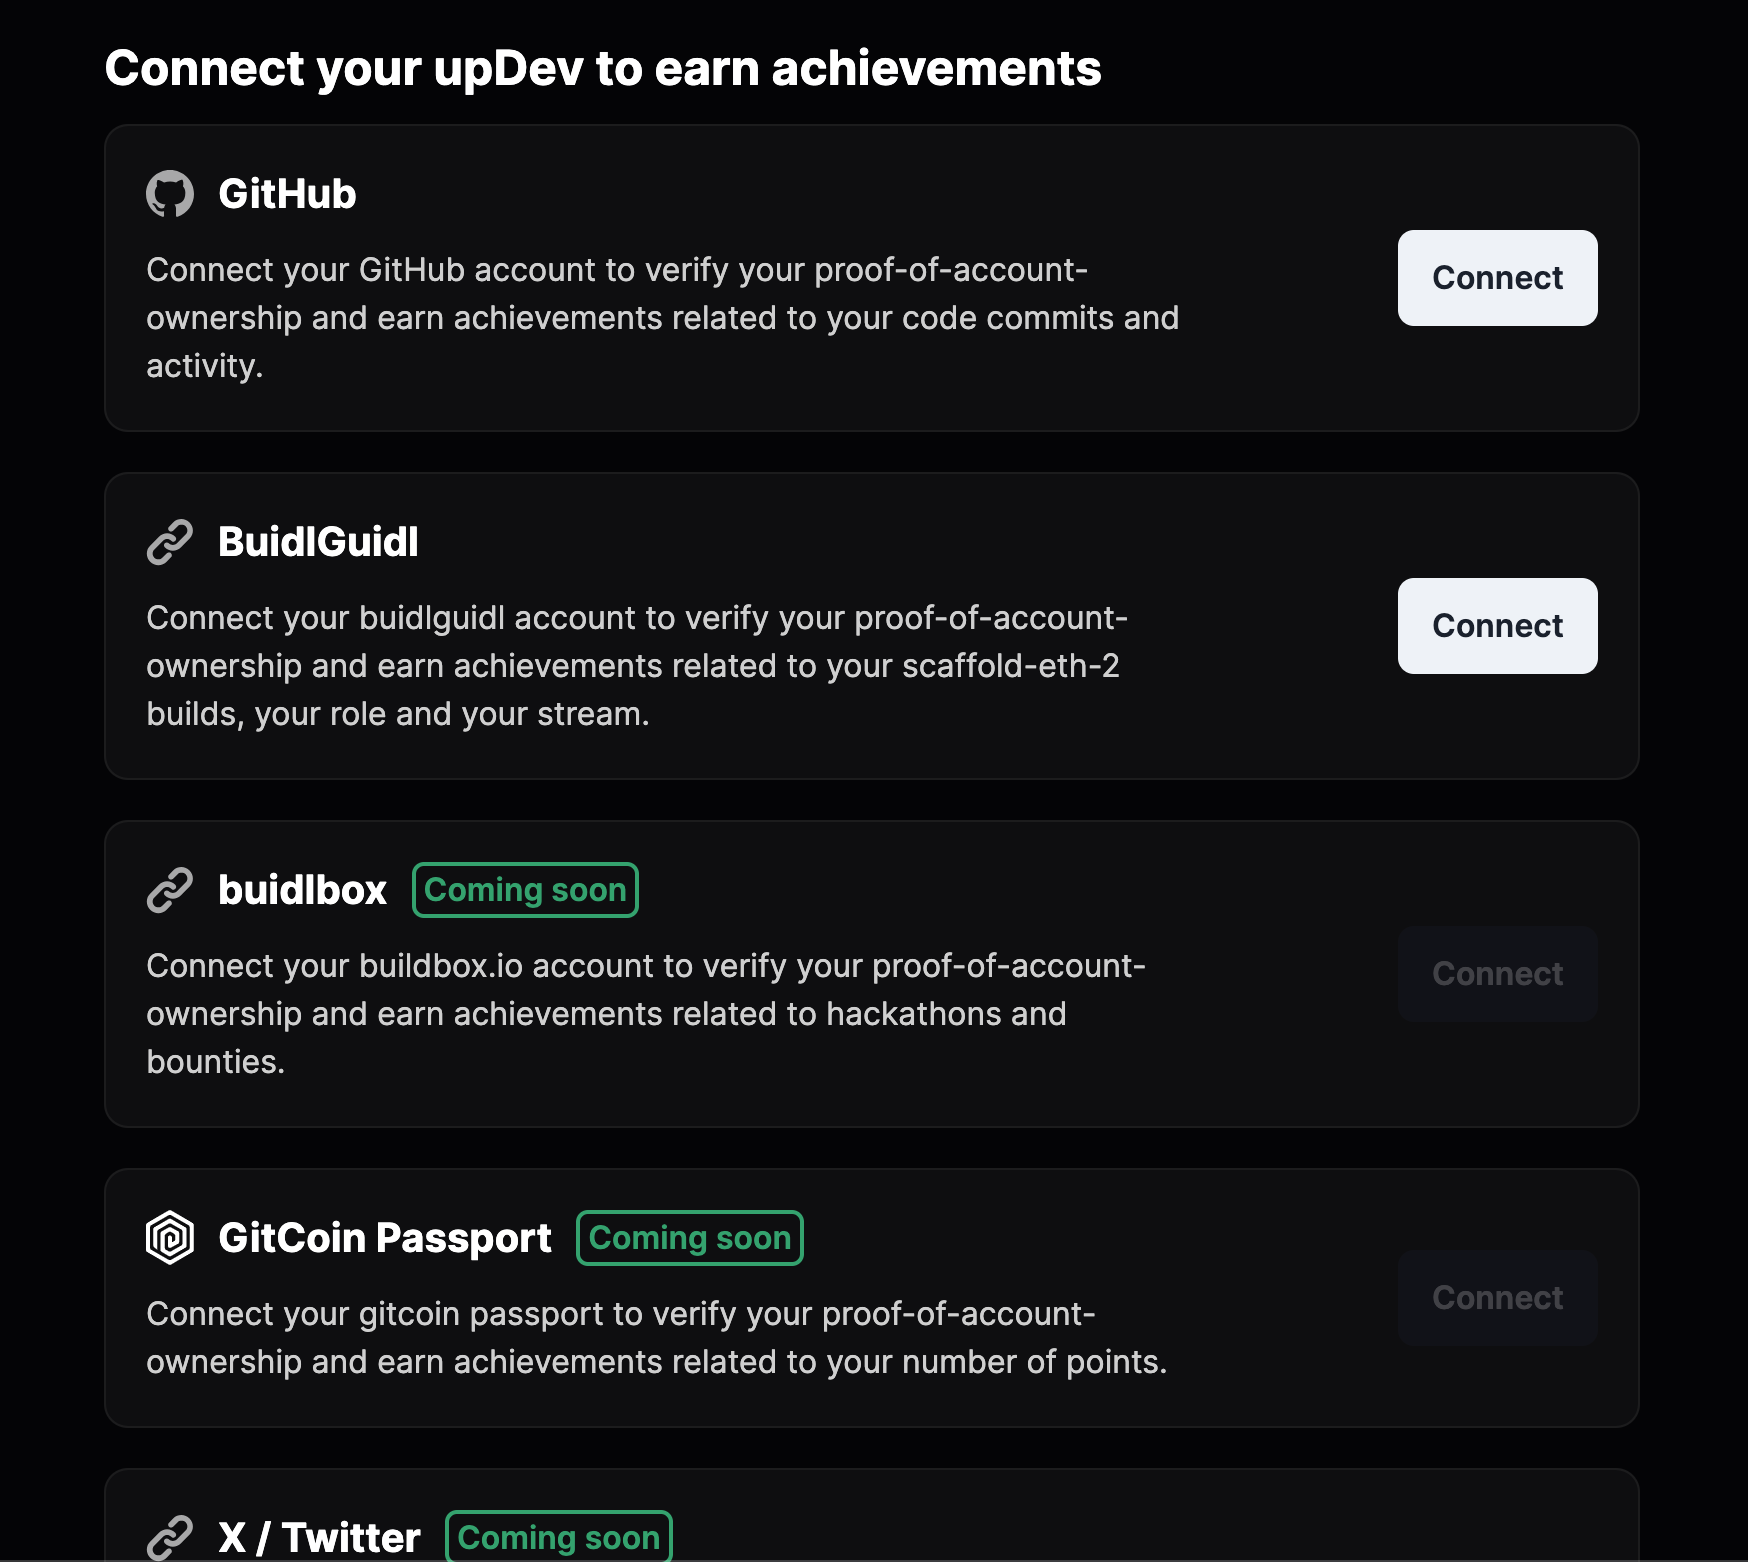 Connect your upDev to earn achievements
GitHub
Connect your GitHub account to verify your proof-of-account-
ownership and earn achievements related to your code commits and
activity.
Connect
BuidlGuidl
Connect your buidlguidl account to verify your proof-of-account-
ownership and earn achievements related to your scaffold-eth-2
builds, your role and your stream.
Connect
buidlbox Coming soon
Connect your buildbox.io account to verify your proof-of-account-
ownership and earn achievements related to hackathons and
bounties.
Connect
GitCoin Passport Coming soon
Connect your gitcoin passport to verify your proof-of-account-
ownership and earn achievements related to your number of points.
Connect
X / Twitter Coming soon